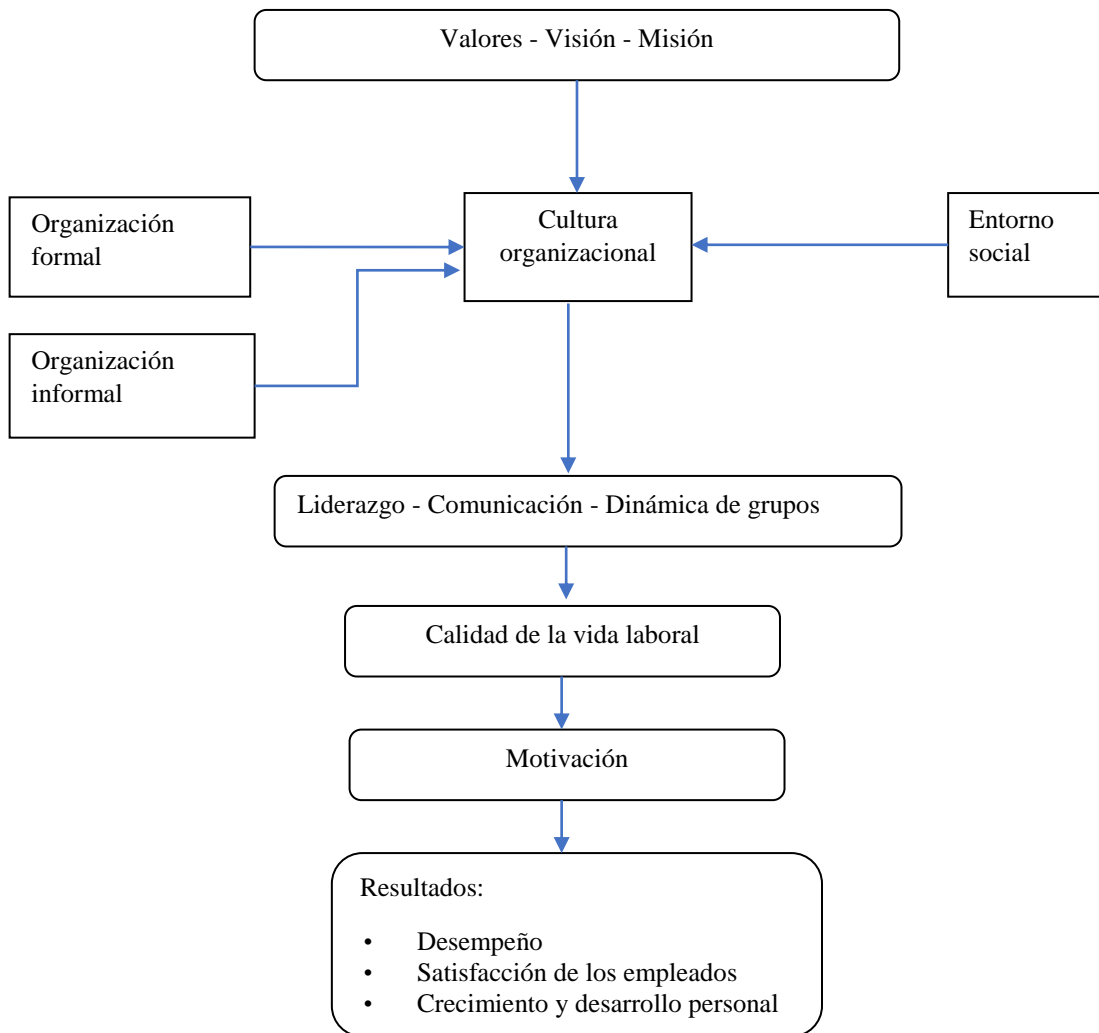 Valores - Visión - Misión
Organización
formal
Cultura
organizacional
Entorno
social
Organización
informal
Liderazgo - Comunicación - Dinámica de grupos
Calidad de la vida laboral
Motivación
Resultados:
• Desempeño
• Satisfacción de los empleados
• Crecimiento y desarrollo personal